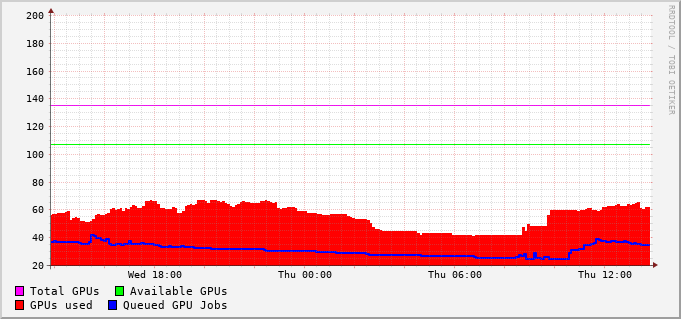 200
180
160
140
120
100
80
60
40
20
Wed 18:00 Thu 00:00 Thu 06:00 Thu 12:00
Total GPUs Available GPUs
GPUs used Queued GPU Jobs
RRDTOOL / TOBI OETIKER